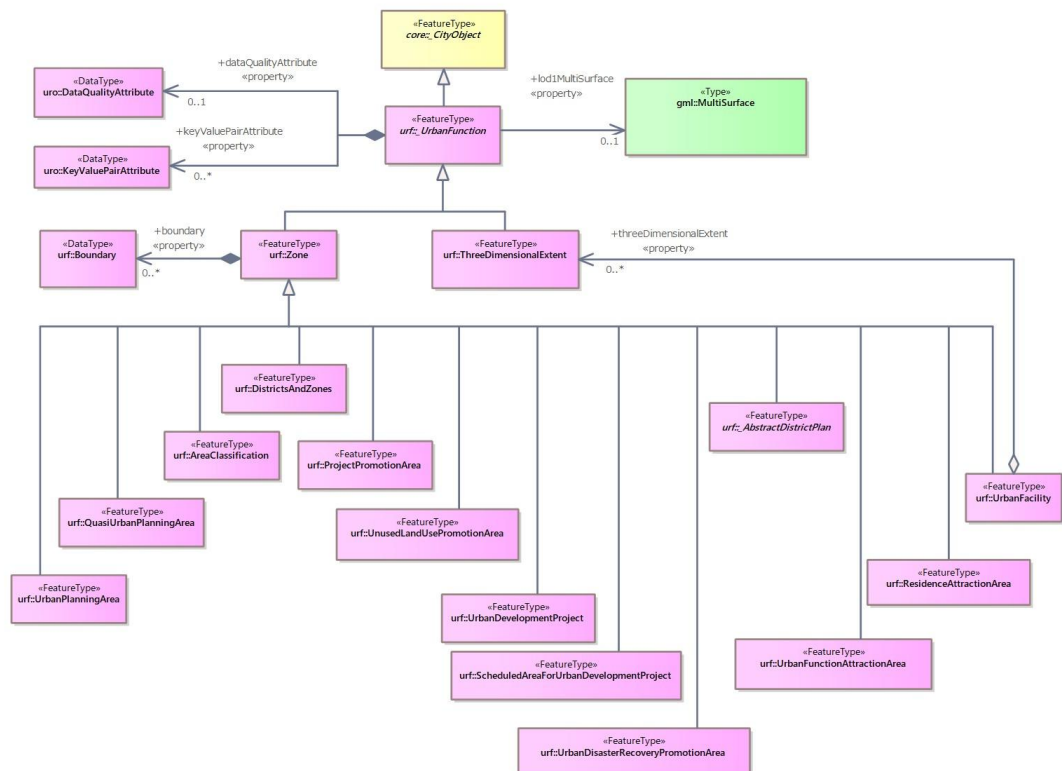 «FeatureType»
core::_CityObject
+dataQualityAttribute
«property»
0..1
«DataType»
uro::DataQualityAttribute
+lod1MultiSurface
«property»
0..1
«Type»
gml::MultiSurface
«FeatureType»
urf::_UrbanFunction
+keyValuePairAttribute
«property»
0..*
«DataType»
uro::KeyValuePairAttribute
«DataType»
urf::Boundary
+boundary
«property»
0..*
«FeatureType»
urf::Zone
«FeatureType»
urf::ThreeDimensionalExtent
+threeDimensionalExtent
«property»
0..*
«FeatureType»
urf::DistrictsAndZones
«FeatureType»
urf::_AbstractDistrictPlan
«FeatureType»
urf::AreaClassification
«FeatureType»
urf::ProjectPromotionArea
«FeatureType»
urf::UrbanFacility
«FeatureType»
urf::QuasiUrbanPlanningArea
«FeatureType»
urf::UnusedLandUsePromotionArea
«FeatureType»
urf::ResidenceAttractionArea
«FeatureType»
urf::UrbanPlanningArea
«FeatureType»
urf::UrbanDevelopmentProject
«FeatureType»
urf::UrbanFunctionAttractionArea
«FeatureType»
urf::ScheduledAreaForUrbanDevelopmentProject
«FeatureType»
urf::UrbanDisasterRecoveryPromotionArea